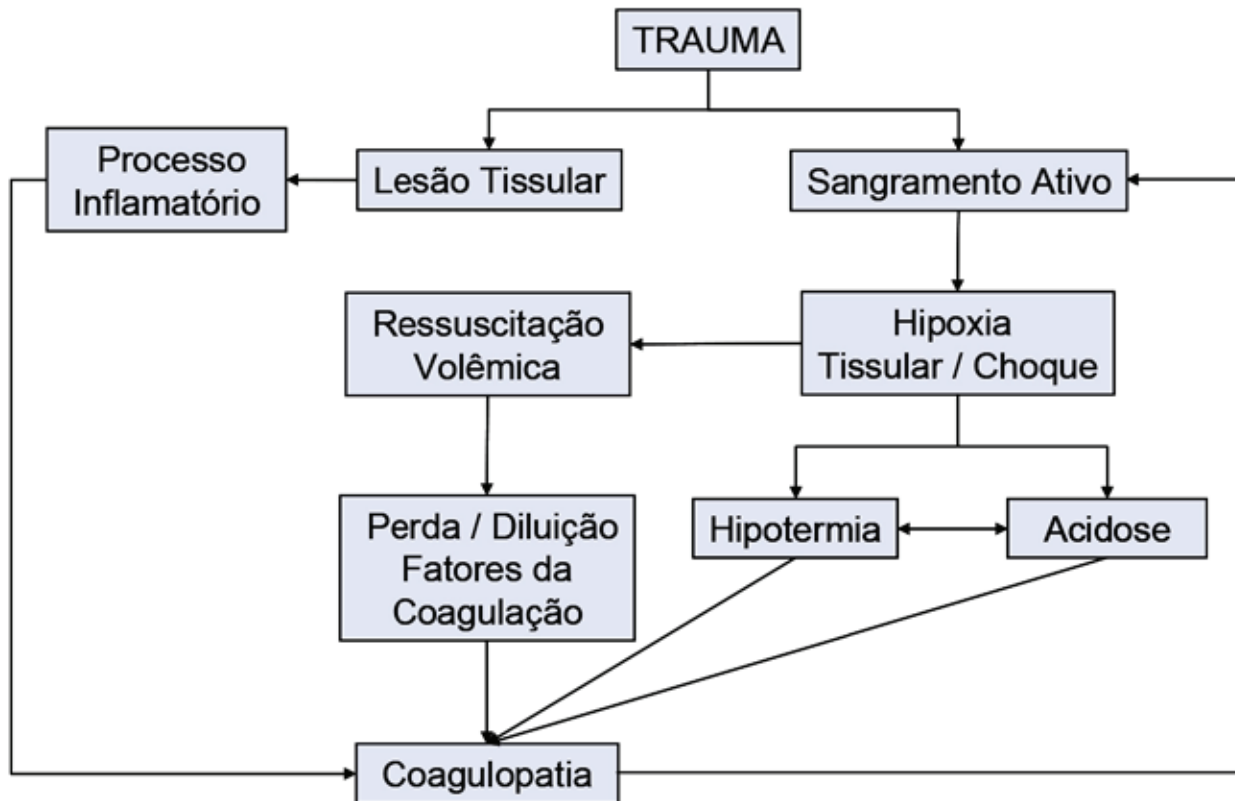 TRAUMA
Processo
Inflamatório
Lesão Tissular
Sangramento Ativo
Ressuscitação
Volêmica
Hipoxia
Tissular / Choque
Perda / Diluição
Fatores da
Coagulação
Hipotermia
Acidose
Coagulopatia